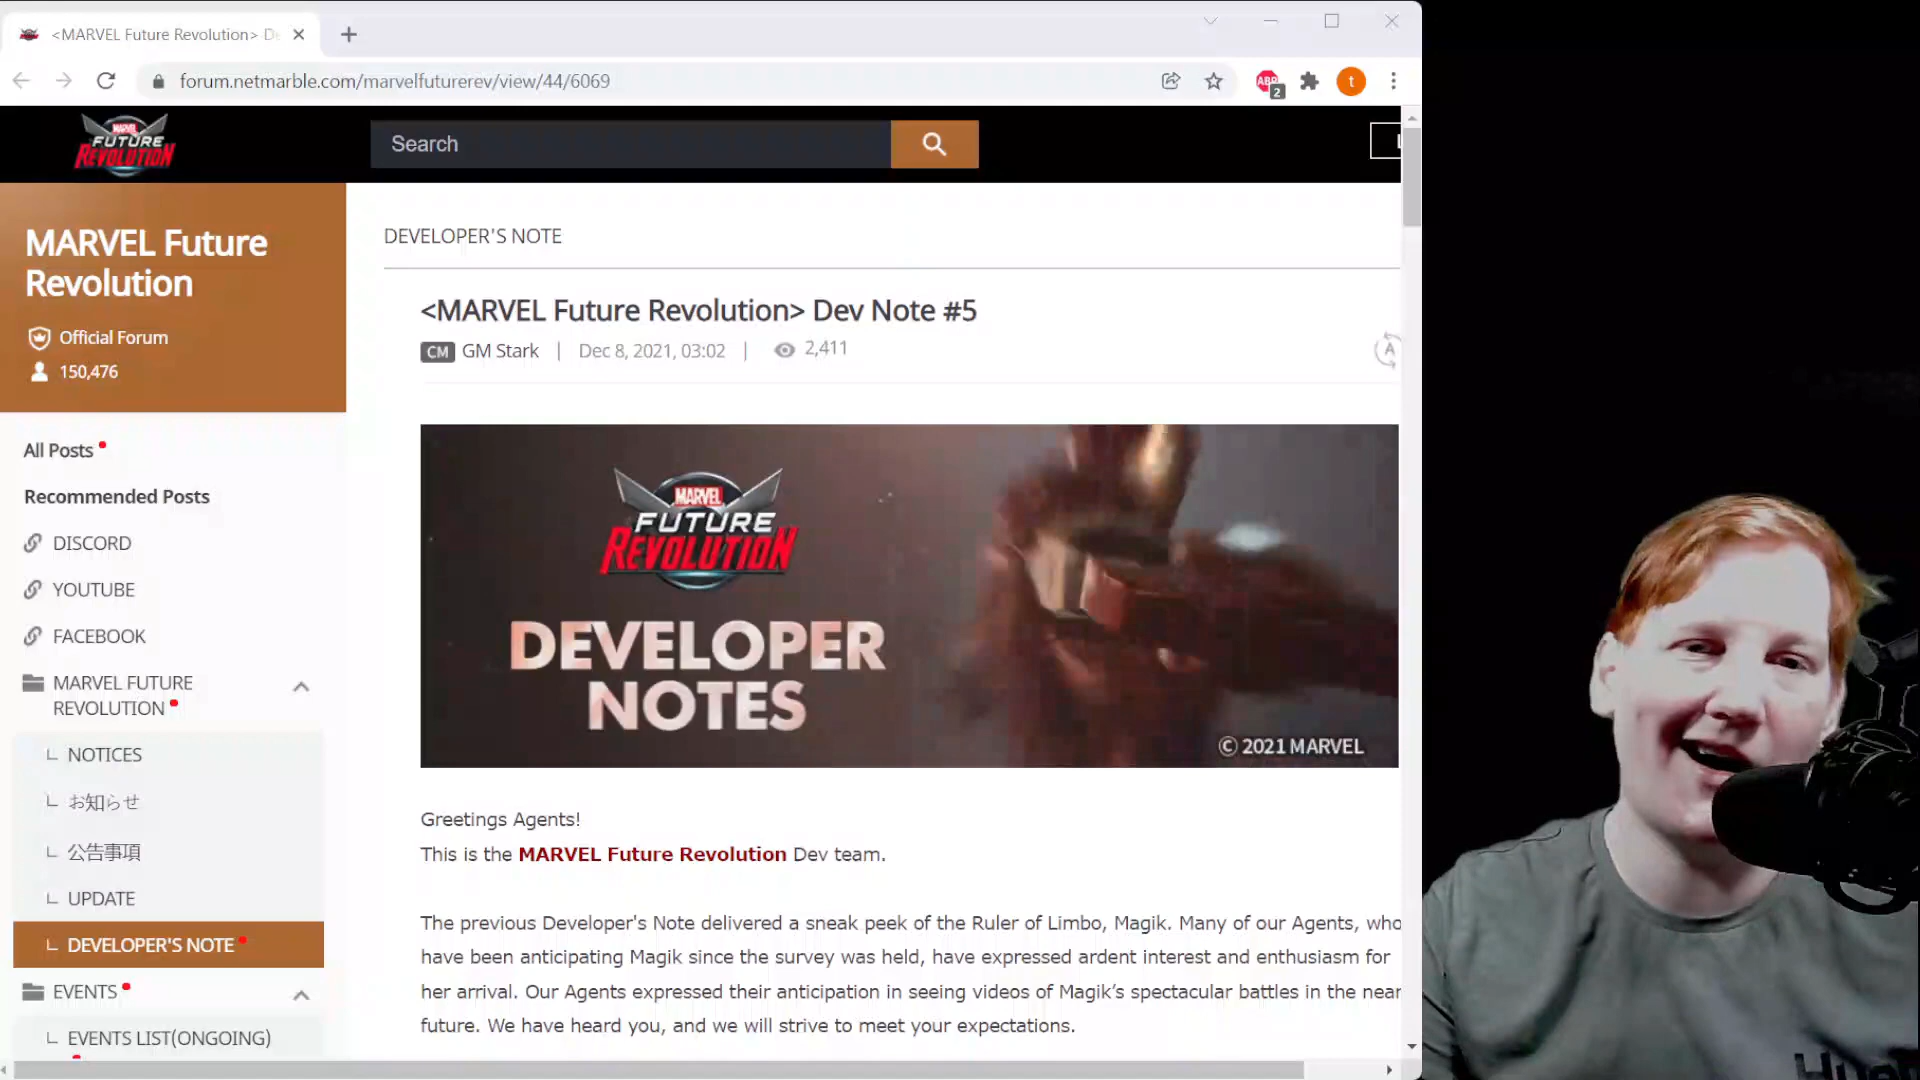 <MARVEL Future Revolution> De
forum.netmarble.com/marvelfuturerev/view/44/6069
ABP
2
t
MARVEL
FUTURE
REVOLUTION
Search
MARVEL Future
Revolution
Official Forum
150,476
All Posts
Recommended Posts
DISCORD
YOUTUBE
FACEBOOK
MARVEL FUTURE
REVOLUTION
NOTICES
お知らせ
公告事項
UPDATE
DEVELOPER'S NOTE
EVENTS
EVENTS LIST(ONGOING)
DEVELOPER'S NOTE
<MARVEL Future Revolution> Dev Note #5
CM GM Stark | Dec 8, 2021, 03:02 | 2,411
A
MARVEL
FUTURE
REVOLUTION
DEVELOPER
NOTES
© 2021 MARVEL
Greetings Agents!
This is the MARVEL Future Revolution Dev team.
The previous Developer's Note delivered a sneak peek of the Ruler of Limbo, Magik. Many of our Agents, who
have been anticipating Magik since the survey was held, have expressed ardent interest and enthusiasm for
her arrival. Our Agents expressed their anticipation in seeing videos of Magik’s spectacular battles in the near
future. We have heard you, and we will strive to meet your expectations.